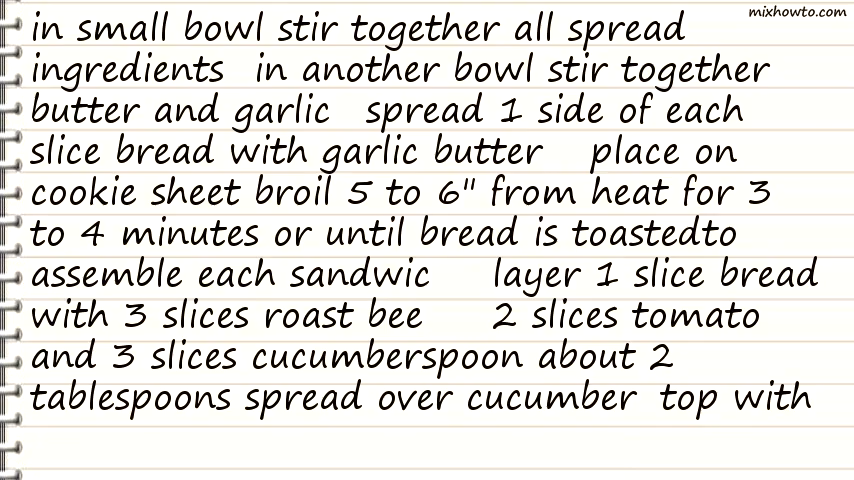 mixhowto.com
in small bowl stir together all spread
ingredients in another bowl stir together
butter and garlic spread 1 side of each
slice bread with garlic butter place on
cookie sheet broil 5 to 6" from heat for 3
to 4 minutes or until bread is toastedto
assemble each sandwic layer 1 slice bread
with 3 slices roast bee 2 slices tomato
and 3 slices cucumberspoon about 2
tablespoons spread over cucumber top with